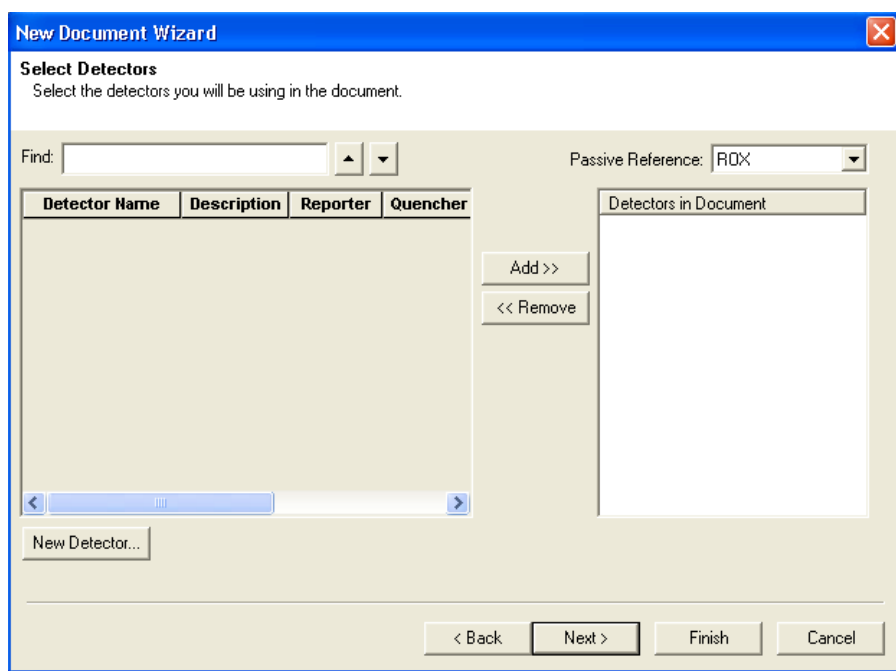 New Document Wizard
Select Detectors
Select the detectors you will be using in the document.
Find:
Passive Reference: ROX
Detector Name Description Reporter Quencher
Detectors in Document
Add >>
<< Remove
New Detector...
< Back Next > Finish Cancel